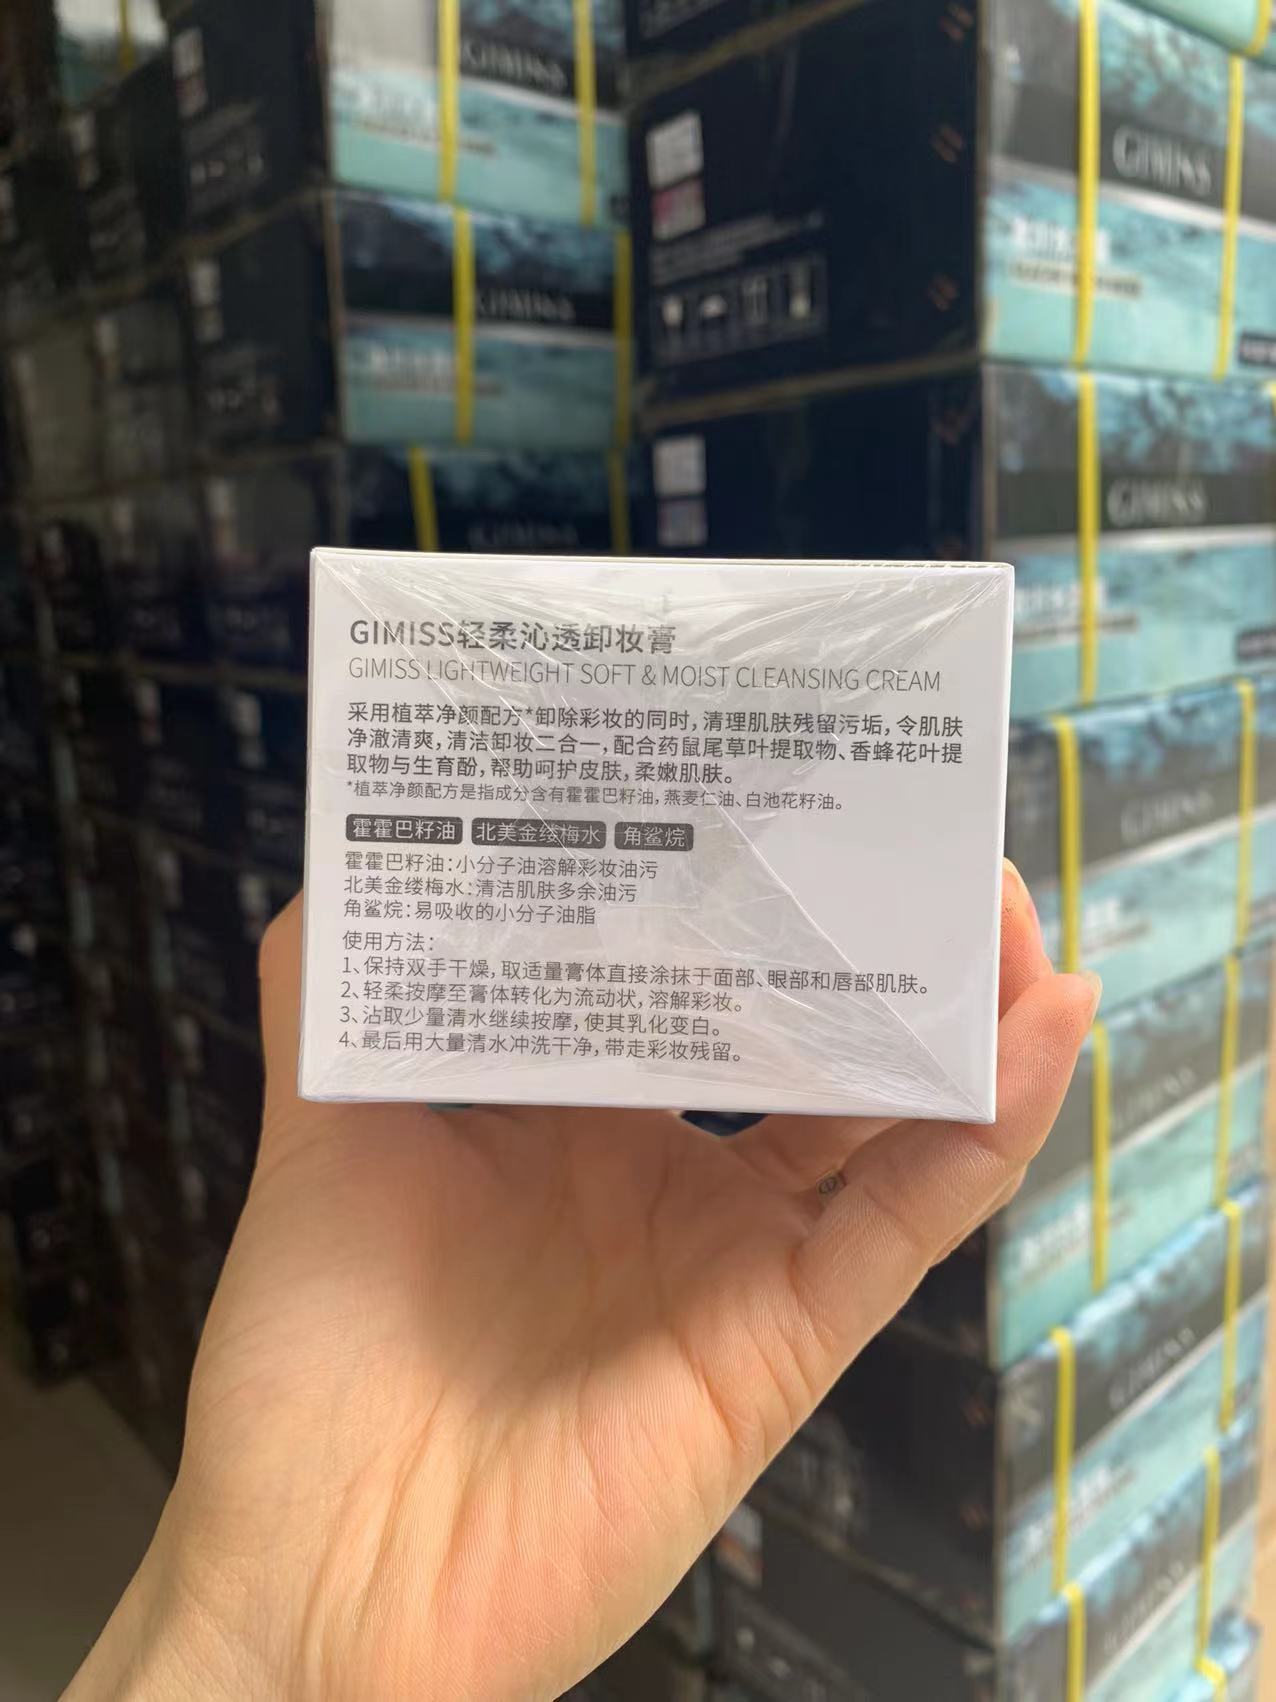 GIMISS
GIMISS
GIMISS
GIMISS
GIMISS轻柔沁透卸妆膏
GIMISS LIGHTWEIGHT SOFT & MOIST CLEANSING CREAM
采用植萃净颜配方*卸除彩妆的同时，清理肌肤残留污垢，令肌肤
净澈清爽，清洁卸妆二合一，配合药鼠尾草叶提取物、香蜂花叶提
取物与生育酚，帮助呵护皮肤，柔嫩肌肤。
*植萃净颜配方是指成分含有霍霍巴籽油，燕麦仁油、白池花籽油。
霍霍巴籽油 北美金缕梅水 角鲨烷
霍霍巴籽油：小分子油溶解彩妆油污
北美金缕梅水：清洁肌肤多余油污
角鲨烷：易吸收的小分子油脂
使用方法：
1、保持双手干燥，取适量膏体直接涂抹于面部、眼部和唇部肌肤。
2、轻柔按摩至膏体转化为流动状，溶解彩妆。
3、沾取少量清水继续按摩，使其乳化变白。
4、最后用大量清水冲洗干净，带走彩妆残留。